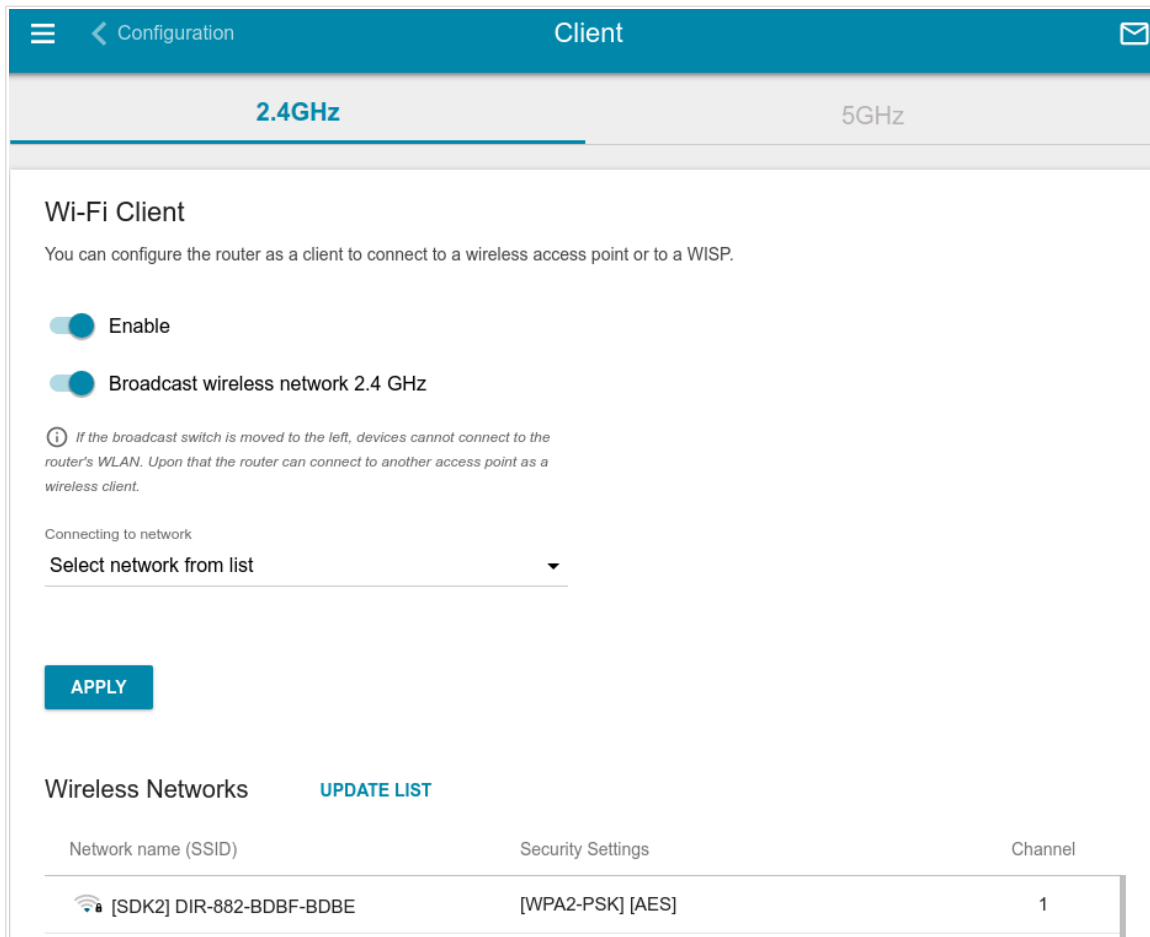 Configuration
Client
2.4GHz
5GHz
Wi-Fi Client
You can configure the router as a client to connect to a wireless access point or to a WISP.
Enable
Broadcast wireless network 2.4 GHz
If the broadcast switch is moved to the left, devices cannot connect to the
router's WLAN. Upon that the router can connect to another access point as a
wireless client.
Connecting to network
Select network from list
APPLY
Wireless Networks
UPDATE LIST
Network name (SSID)
Security Settings
Channel
[SDK2] DIR-882-BDBF-BDBE
[WPA2-PSK] [AES]
1